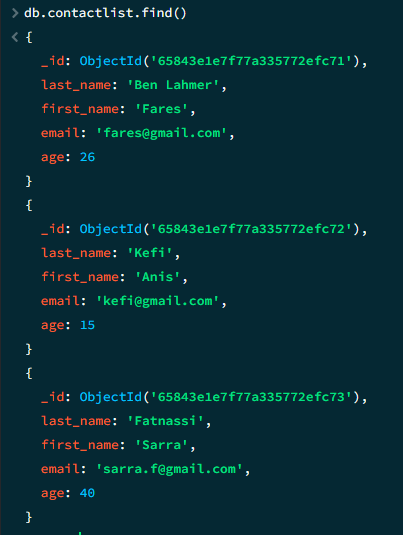 > db.contactlist.find()
< {
_id: ObjectId('65843e1e7f77a335772efc71'),
last_name: 'Ben Lahmer',
first_name: 'Fares',
email: 'fares@gmail.com',
age: 26
}
{
_id: ObjectId('65843e1e7f77a335772efc72'),
last_name: 'Kefi',
first_name: 'Anis',
email: 'kefi@gmail.com',
age: 15
}
{
_id: ObjectId('65843e1e7f77a335772efc73'),
last_name: 'Fatnassi',
first_name: 'Sarra',
email: 'sarra.f@gmail.com',
age: 40
}